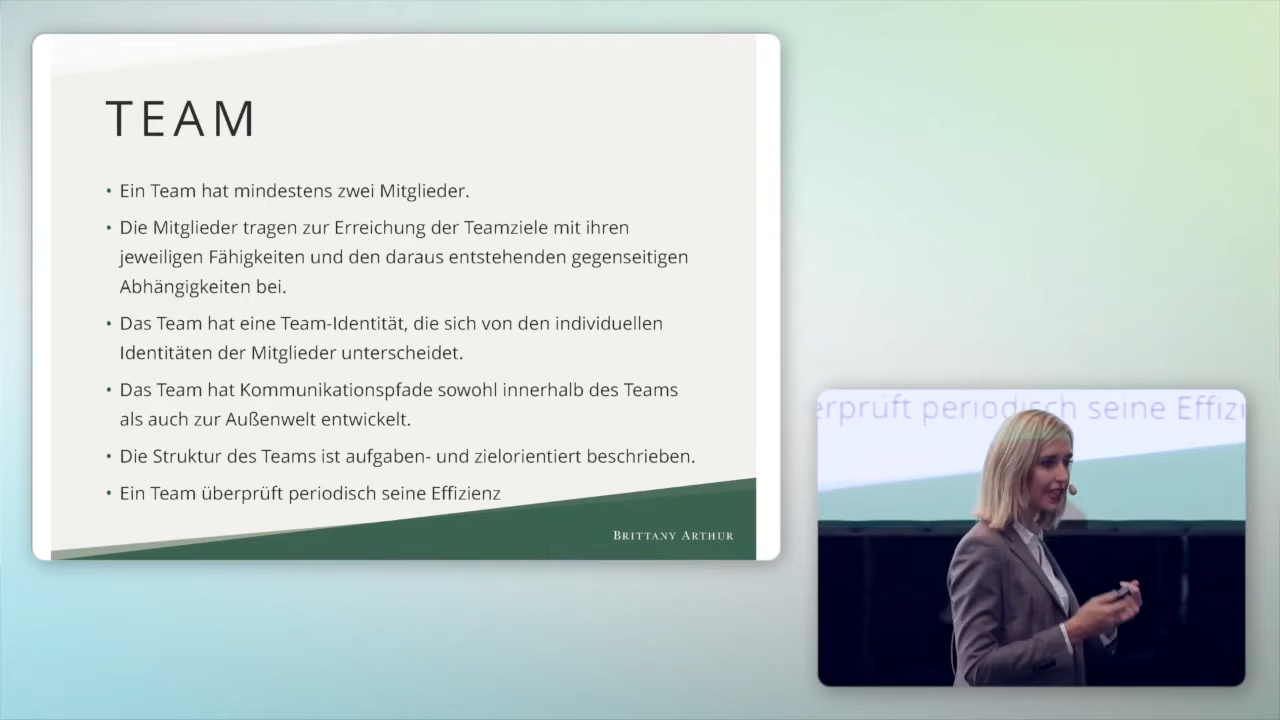 TEAM
• Ein Team hat mindestens zwei Mitglieder.
• Die Mitglieder tragen zur Erreichung der Teamziele mit ihren
jeweiligen Fähigkeiten und den daraus entstehenden gegenseitigen
Abhängigkeiten bei.
• Das Team hat eine Team-Identität, die sich von den individuellen
Identitäten der Mitglieder unterscheidet.
• Das Team hat Kommunikationspfade sowohl innerhalb des Teams
als auch zur Außenwelt entwickelt.
• Die Struktur des Teams ist aufgaben- und zielorientiert beschrieben.
• Ein Team überprüft periodisch seine Effizienz
BRITTANY ARTHUR
erprüft periodisch seine Effizi